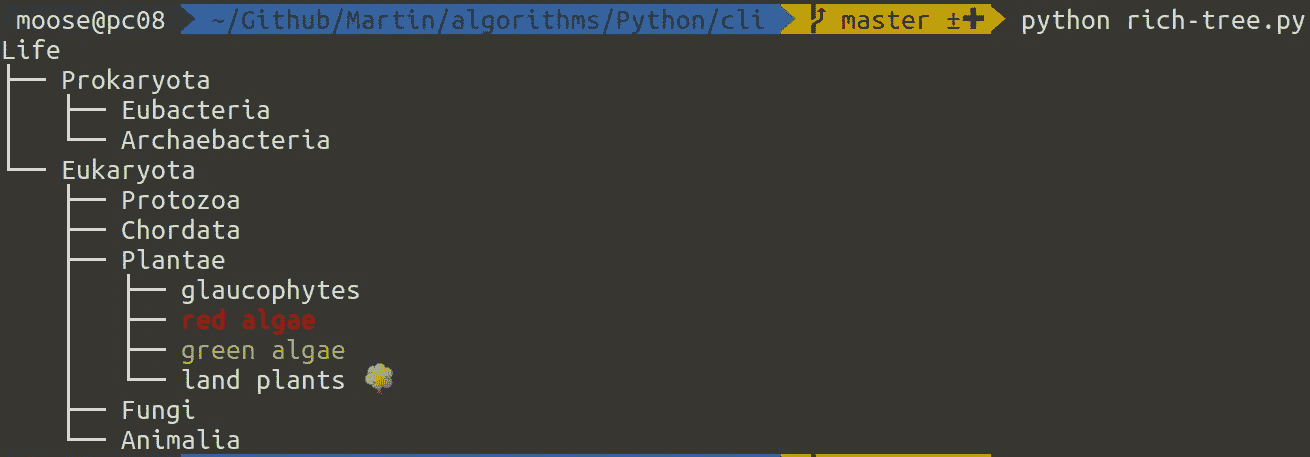 moose@pc08 ~/Github/Martin/algorithms/Python/cli master ±✚ python rich-tree.py
Life
├── Prokaryota
│   ├── Eubacteria
│   └── Archaebacteria
└── Eukaryota
    ├── Protozoa
    ├── Chordata
    ├── Plantae
    │   ├── glaucophytes
    │   ├── red algae
    │   ├── green algae
    │   └── land plants
    ├── Fungi
    └── Animalia